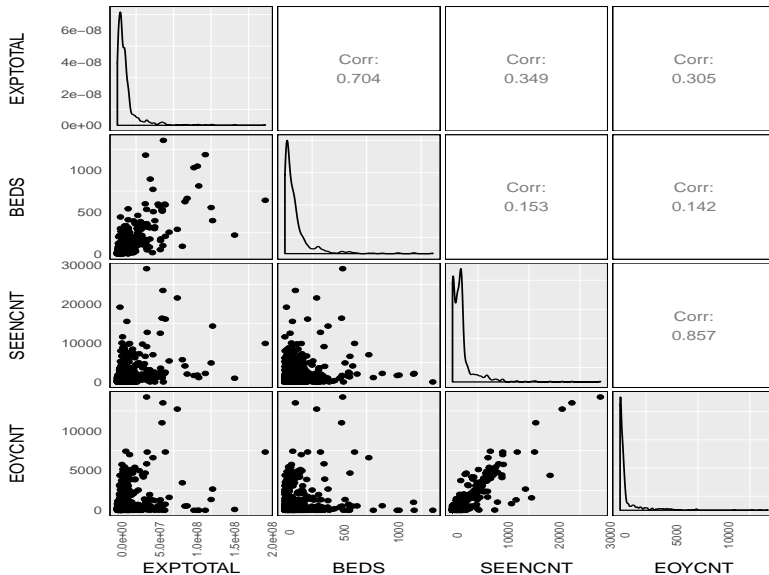 EXPTOTAL
6e−08
4e−08
2e−08
0e+00
Corr:
0.704
Corr:
0.349
Corr:
0.305
BEDS
1000
500
0
Corr:
0.153
Corr:
0.142
SEENCNT
30000
20000
10000
0
Corr:
0.857
EOYCNT
10000
5000
0
0.0e+00
5.0e+07
1.0e+08
1.5e+08
2.0e+08
0
500
1000
0
10000
20000
30000
0
5000
10000
EXPTOTAL
BEDS
SEENCNT
EOYCNT